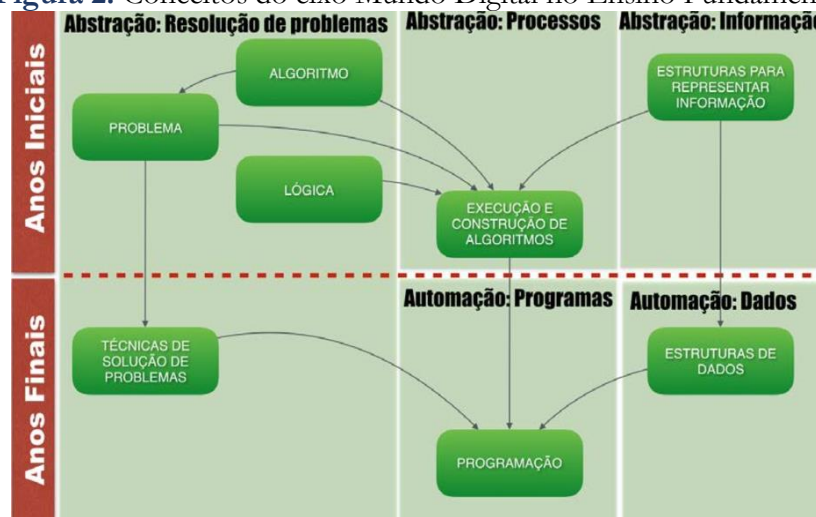 Figura 2. Conceitos do eixo Mundo Digital no Ensino Fundamen
Abstração: Resolução de problemas
Abstração: Processos
Abstração: Informação
Anos Iniciais
ALGORITMO
PROBLEMA
LÓGICA
EXECUÇÃO E
CONSTRUÇÃO DE
ALGORITMOS
ESTRUTURAS PARA
REPRESENTAR
INFORMAÇÃO
Anos Finais
Automação: Programas
Automação: Dados
TÉCNICAS DE
SOLUÇÃO DE
PROBLEMAS
ESTRUTURAS DE
DADOS
PROGRAMAÇÃO